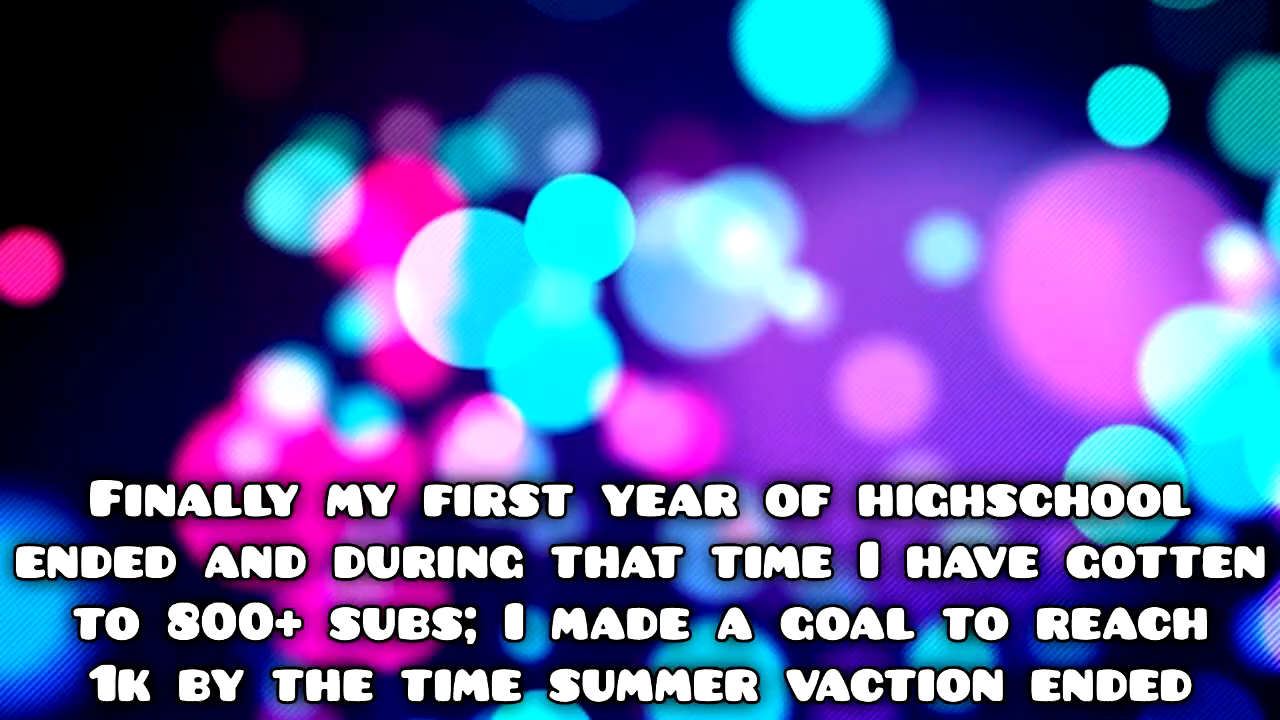 Finally my first year of highschool
ended and during that time I have gotten
to 800+ subs; I made a goal to reach
1k by the time summer vaction ended